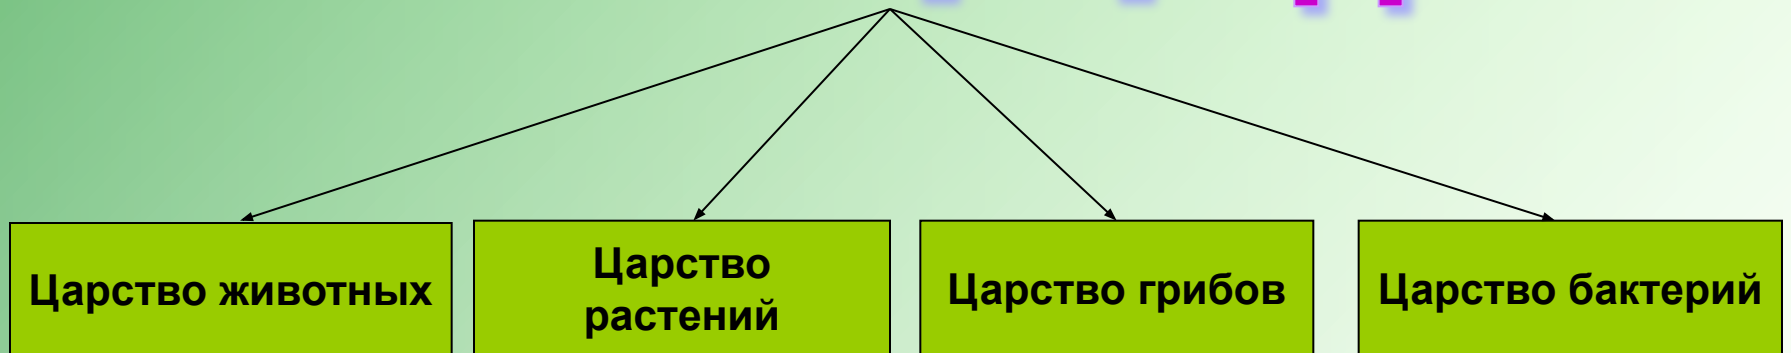 Царство животных
Царство
растений
Царство грибов
Царство бактерий